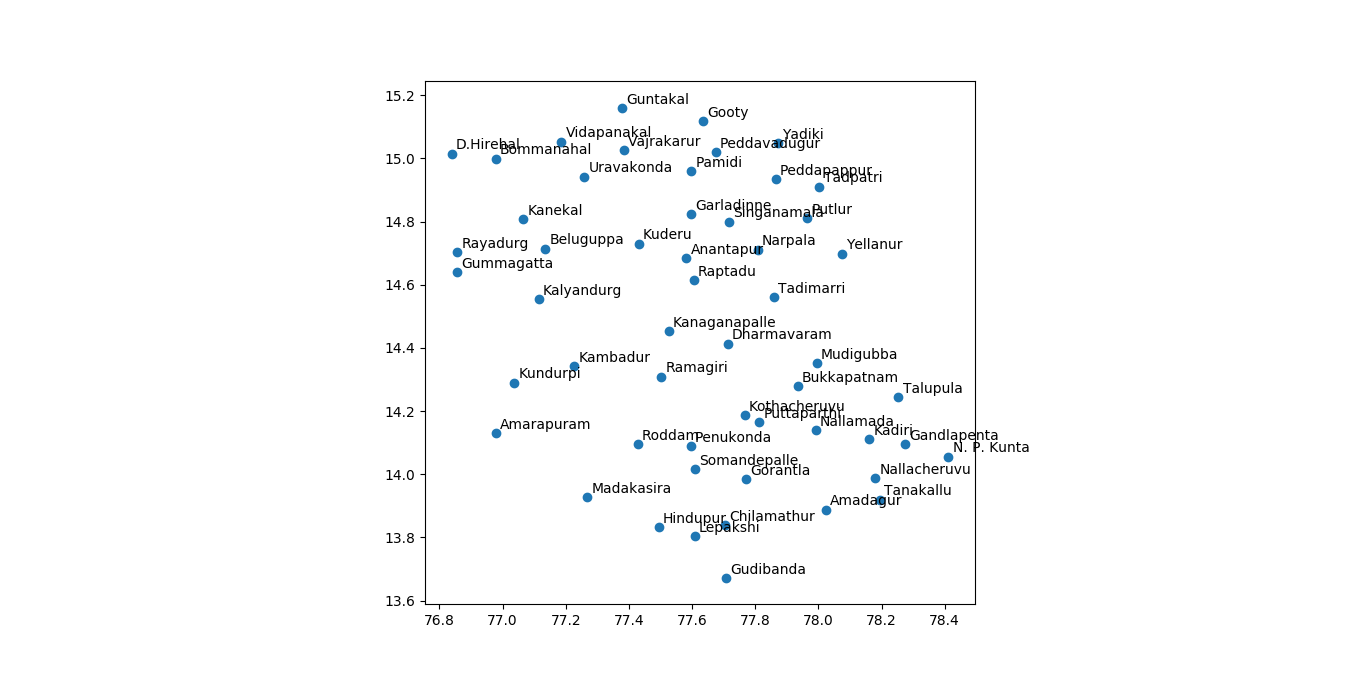 15.2
Guntakal
Gooty
Vidapanakal
Yadiki
D.Hirehal
Vajrakarur
Peddavadugur
Bommanahal
15.0
Pamidi
Uravakonda
Peddapappur
Tadpatri
Garladinne
Kanekal
Singanamala
Putlur
14.8
Kuderu
Beluguppa
Narpala
Rayadurg
Anantapur
Yellanur
Gummagatta
Raptadu
14.6
Kalyandurg
Tadimarri
Kanaganapalle
Dharmavaram
14.4
Kambadur
Mudigubba
Ramagiri
Kundurpi
Bukkapatnam
Talupula
14.2
Kothacheruvu
Puttaparthi
Amarapuram
Nallamada
Kadiri
Roddam
Penukonda
Gandlapenta
N. P. Kunta
14.0
Somandepalle
Gorantla
Nallacheruvu
Madakasira
Tanakallu
Amadagur
Hindupur
Chilamathur
Lepakshi
13.8
Gudibanda
13.6
76.8 77.0 77.2 77.4 77.6 77.8 78.0 78.2 78.4